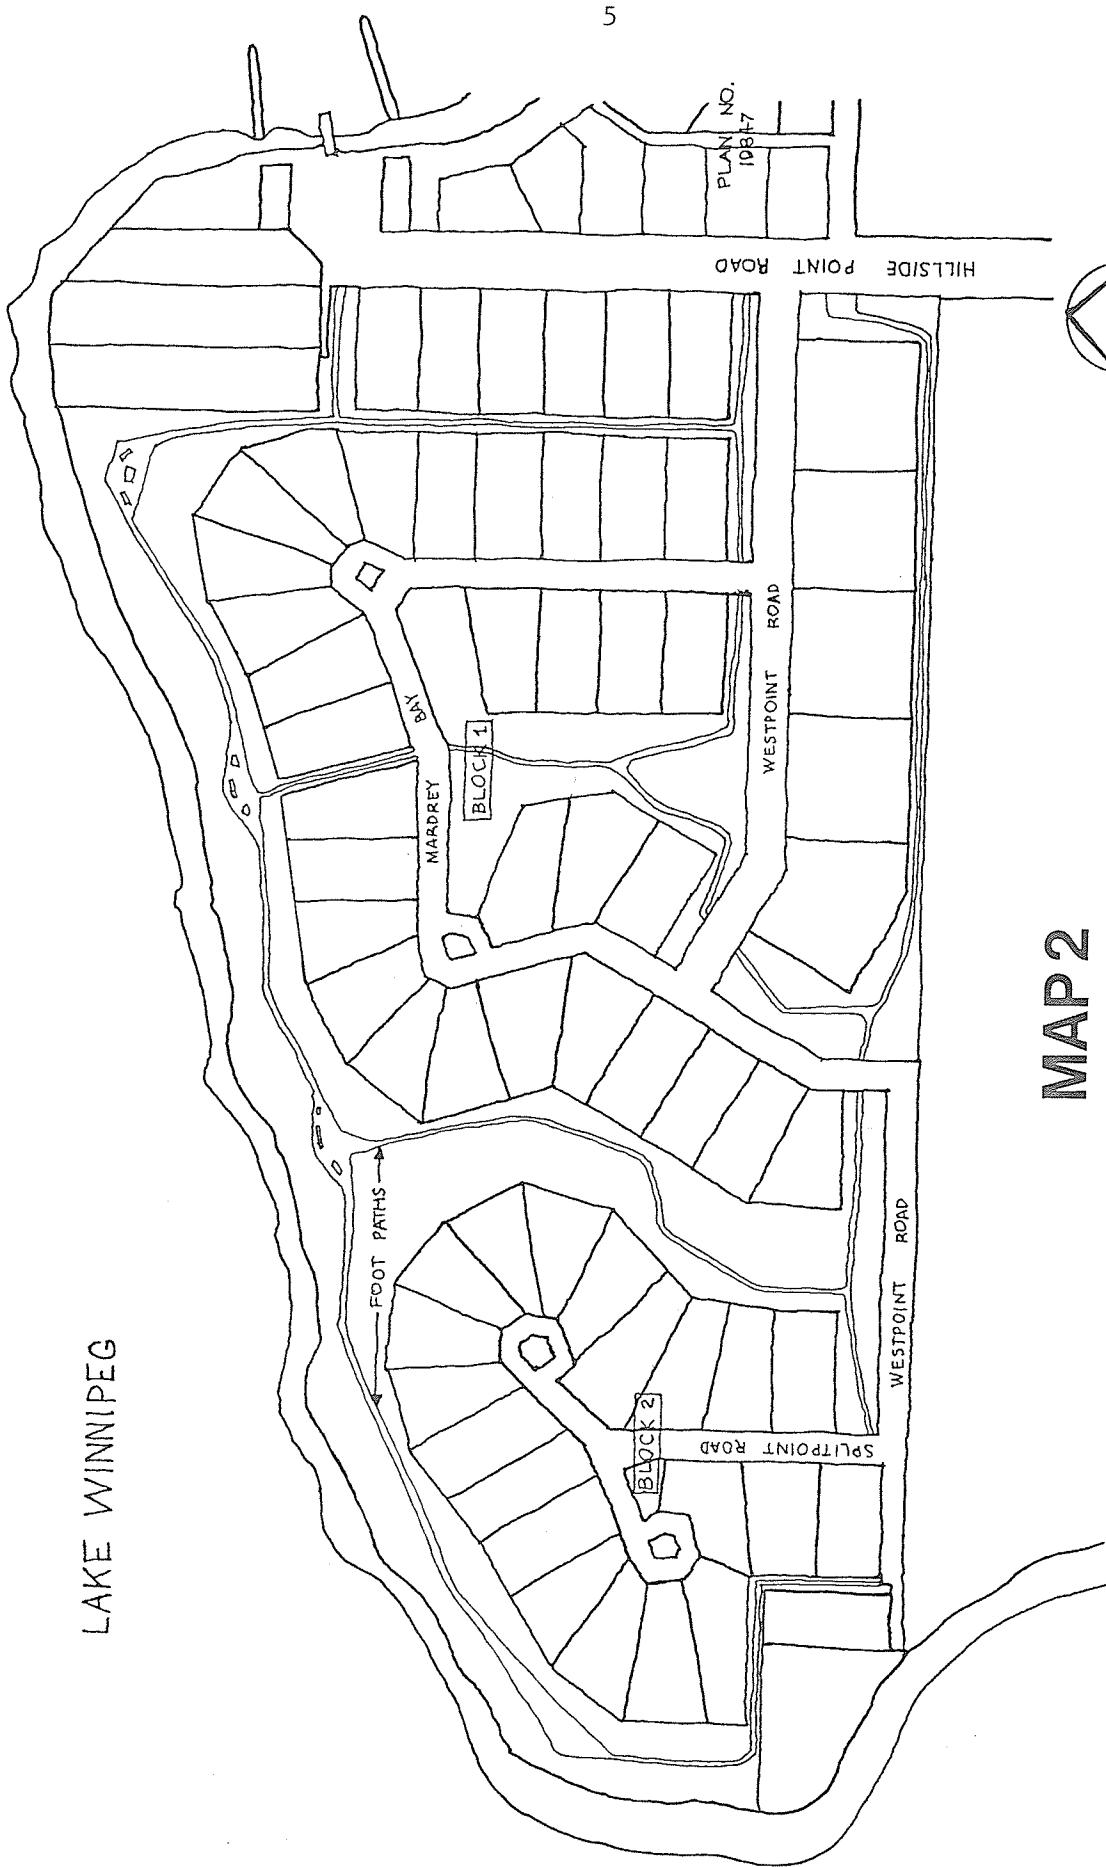 5
LAKE WINNIPEG
FOOT PATHS
MARDREY BAY
BLOCK 1
BLOCK 2
WESTPOINT ROAD
WESTPOINT ROAD
SPLITPOINT ROAD
HILLSIDE POINT ROAD
PLAN NO.
19847
MAP 2